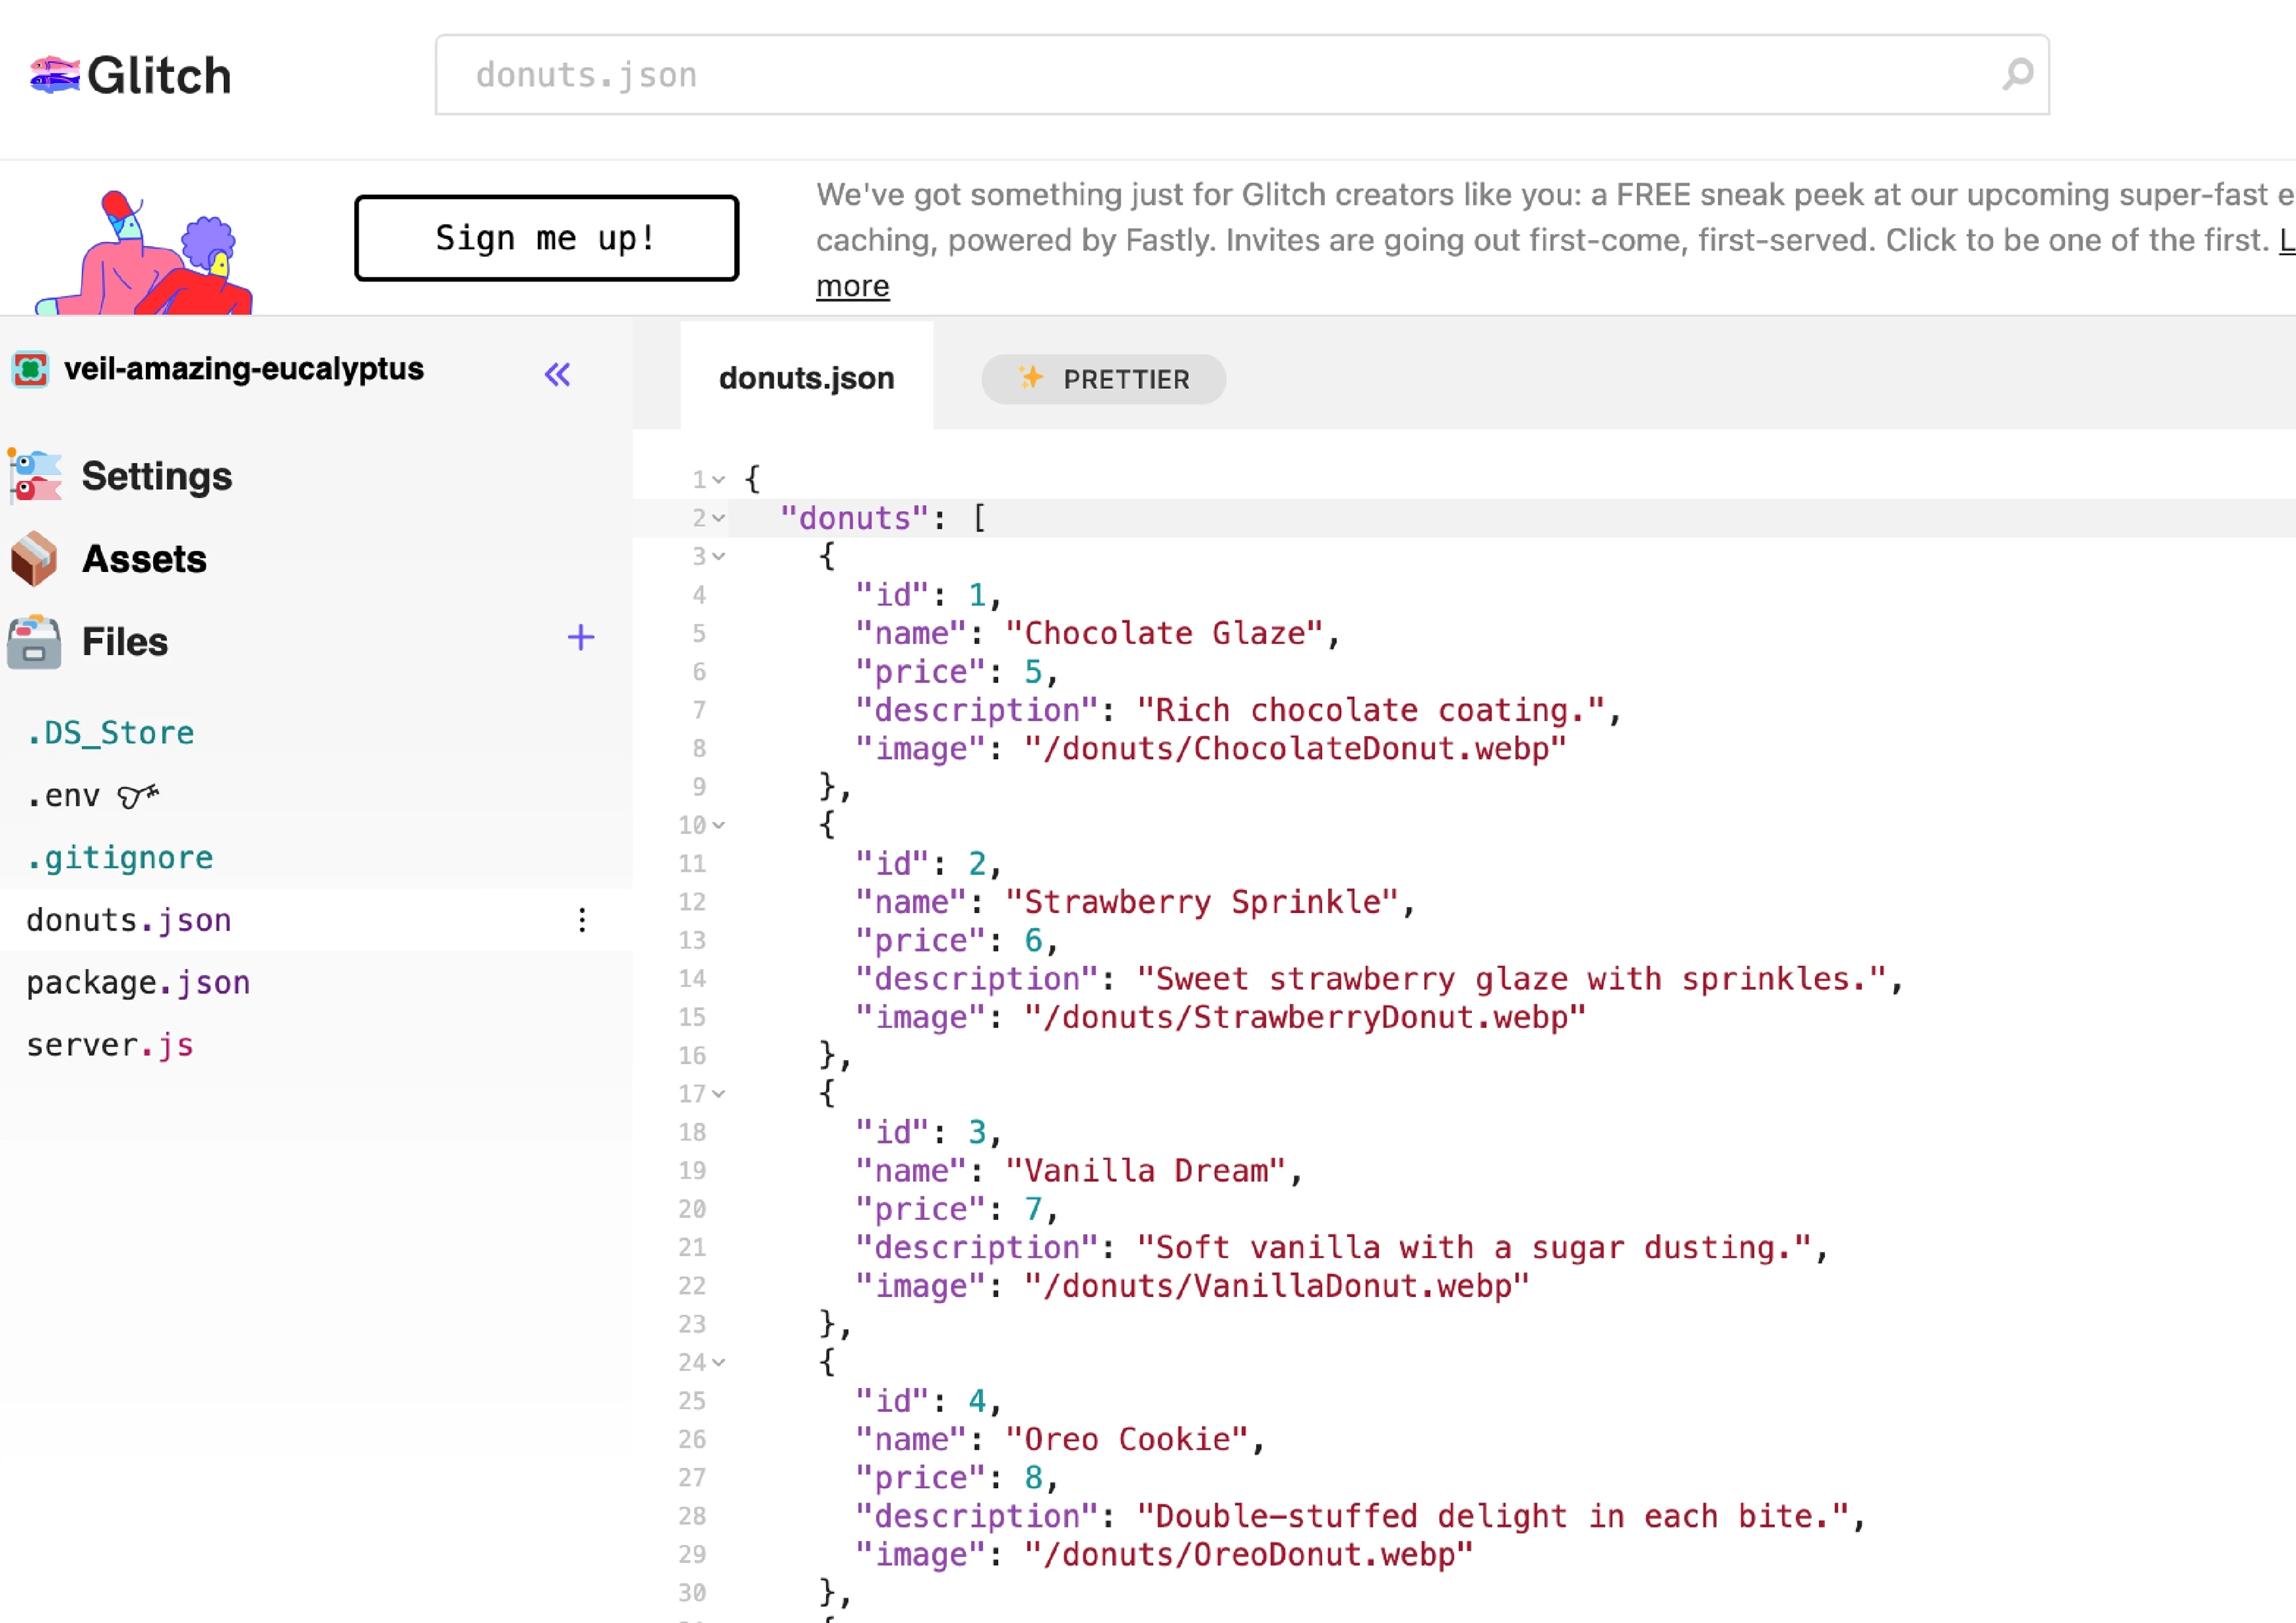 Glitch
donuts.json
Sign me up!
We've got something just for Glitch creators like you: a FREE sneak peek at our upcoming super-fast
caching, powered by Fastly. Invites are going out first-come, first-served. Click to be one of the first.
more
veil-amazing-eucalyptus
donuts.json
PRETTIER
Settings
Assets
Files
.DS_Store
.env
.gitignore
donuts.json
package.json
server.js
1 {
2 "donuts": [
3 {
4 "id": 1,
5 "name": "Chocolate Glaze",
6 "price": 5,
7 "description": "Rich chocolate coating.",
8 "image": "/donuts/ChocolateDonut.webp"
9 },
10 {
11 "id": 2,
12 "name": "Strawberry Sprinkle",
13 "price": 6,
14 "description": "Sweet strawberry glaze with sprinkles.",
15 "image": "/donuts/StrawberryDonut.webp"
16 },
17 {
18 "id": 3,
19 "name": "Vanilla Dream",
20 "price": 7,
21 "description": "Soft vanilla with a sugar dusting.",
22 "image": "/donuts/VanillaDonut.webp"
23 },
24 {
25 "id": 4,
26 "name": "Oreo Cookie",
27 "price": 8,
28 "description": "Double-stuffed delight in each bite.",
29 "image": "/donuts/OreoDonut.webp"
30 },